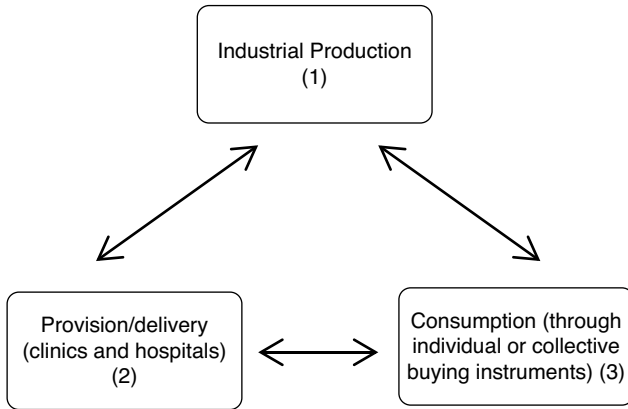 Industrial Production
(1)
Provision/delivery
(clinics and hospitals)
(2)
Consumption (through
individual or collective
buying instruments) (3)